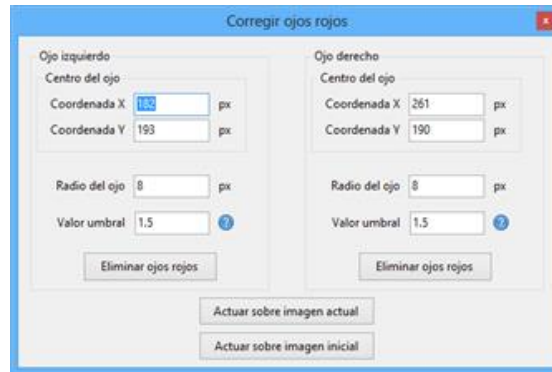 Corregir ojos rojos
x
Ojo izquierdo
Centro del ojo
Coordenada X 182 px
Coordenada Y 193 px
Radio del ojo 8 px
Valor umbral 1.5 ?
Eliminar ojos rojos
Ojo derecho
Centro del ojo
Coordenada X 261 px
Coordenada Y 190 px
Radio del ojo 8 px
Valor umbral 1.5 ?
Eliminar ojos rojos
Actuar sobre imagen actual
Actuar sobre imagen inicial